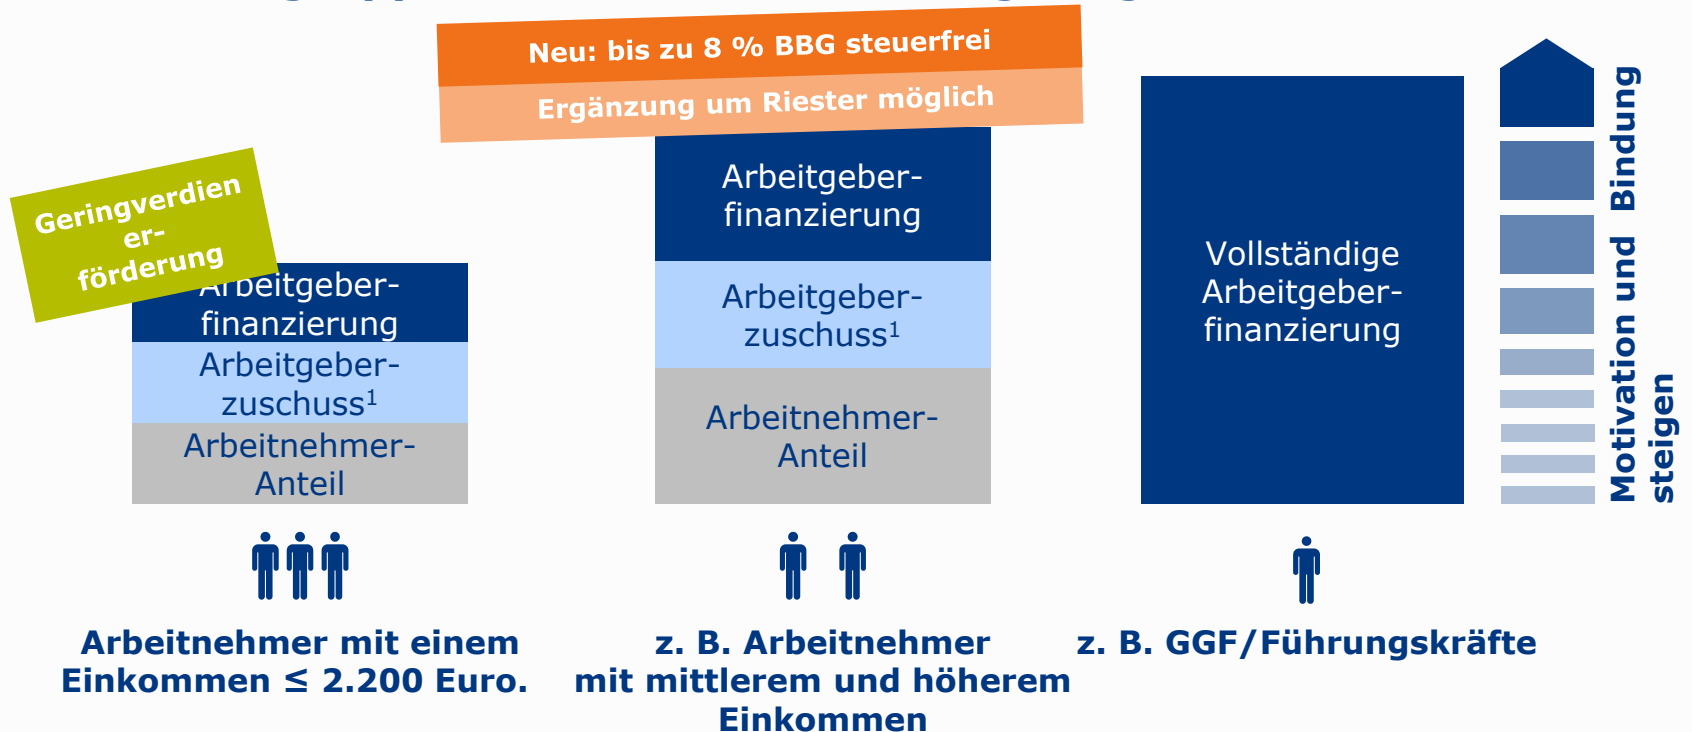 Neu: bis zu 8 % BBG steuerfrei
Ergänzung um Riester möglich
Geringverdien
er-
förderung
Arbeitgeber-
finanzierung
Arbeitgeber-
zuschuss¹
Arbeitnehmer-
Anteil
Arbeitgeber-
finanzierung
Arbeitgeber-
zuschuss¹
Arbeitnehmer-
Anteil
Vollständige
Arbeitgeber-
finanzierung
Motivation und Bindung
steigen
Arbeitnehmer mit einem
Einkommen ≤ 2.200 Euro.
z. B. Arbeitnehmer
mit mittlerem und höherem
Einkommen
z. B. GGF/Führungskräfte